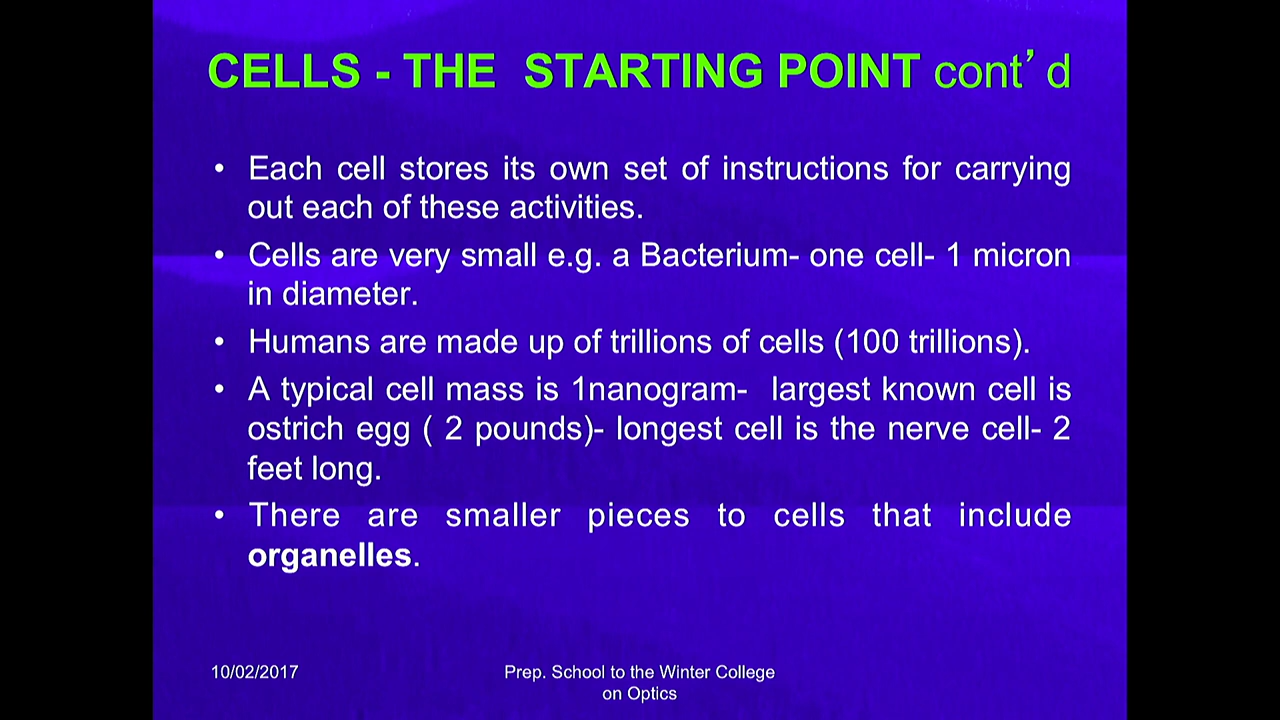 CELLS - THE STARTING POINT cont’d
• Each cell stores its own set of instructions for carrying
out each of these activities.
• Cells are very small e.g. a Bacterium- one cell- 1 micron
in diameter.
• Humans are made up of trillions of cells (100 trillions).
• A typical cell mass is 1nanogram- largest known cell is
ostrich egg ( 2 pounds)- longest cell is the nerve cell- 2
feet long.
• There are smaller pieces to cells that include
organelles.
10/02/2017
Prep. School to the Winter College
on Optics